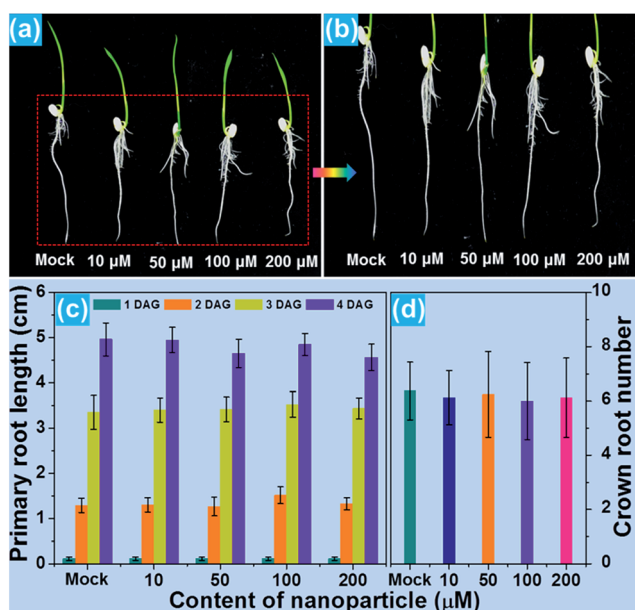 (a)
Mock 10 μM 50 μM 100 μM 200 μM
(b)
Mock 10 μM 50 μM 100 μM 200 μM
(c)
1 DAG 2 DAG 3 DAG 4 DAG
Primary root length (cm)
6
5
4
3
2
1
0
Mock 10 50 100 200
(d)
10
8
6
4
2
0
Crown root number
Mock 10 50 100 200
Content of nanoparticle (μM)